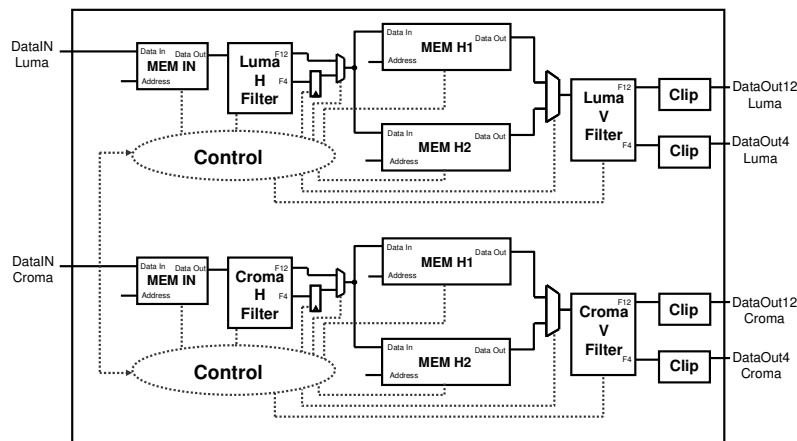 DataIN
Luma
Data In
Data Out
MEM IN
Address
Luma
H
Filter
F12
F4
Data In
Data Out
MEM H1
Address
Data In
Data Out
MEM H2
Address
Control
Luma
V
Filter
F12
F4
Clip
Clip
DataOut12
Luma
DataOut4
Luma
DataIN
Croma
Data In
Data Out
MEM IN
Address
Croma
H
Filter
F12
F4
Data In
Data Out
MEM H1
Address
Data In
Data Out
MEM H2
Address
Control
Croma
V
Filter
F12
F4
Clip
Clip
DataOut12
Croma
DataOut4
Croma